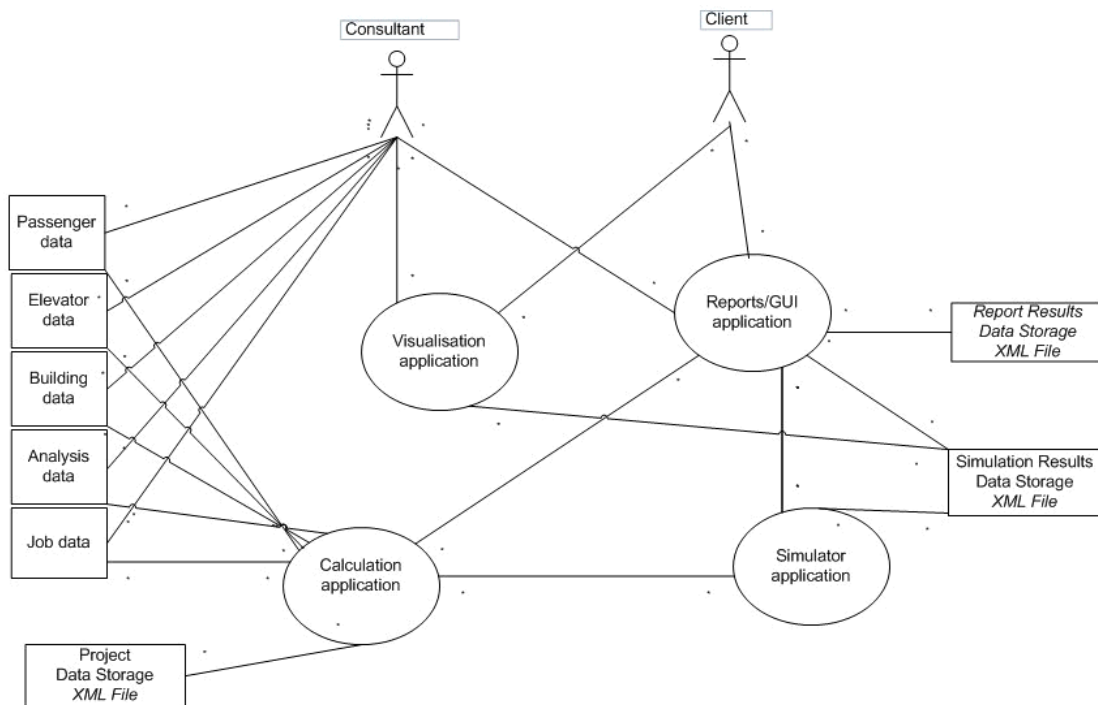 Consultant
Client
Passenger
data
Elevator
data
Building
data
Analysis
data
Job data
Visualisation
application
Reports/GUI
application
Report Results
Data Storage
XML File
Simulation Results
Data Storage
XML File
Calculation
application
Simulator
application
Project
Data Storage
XML File